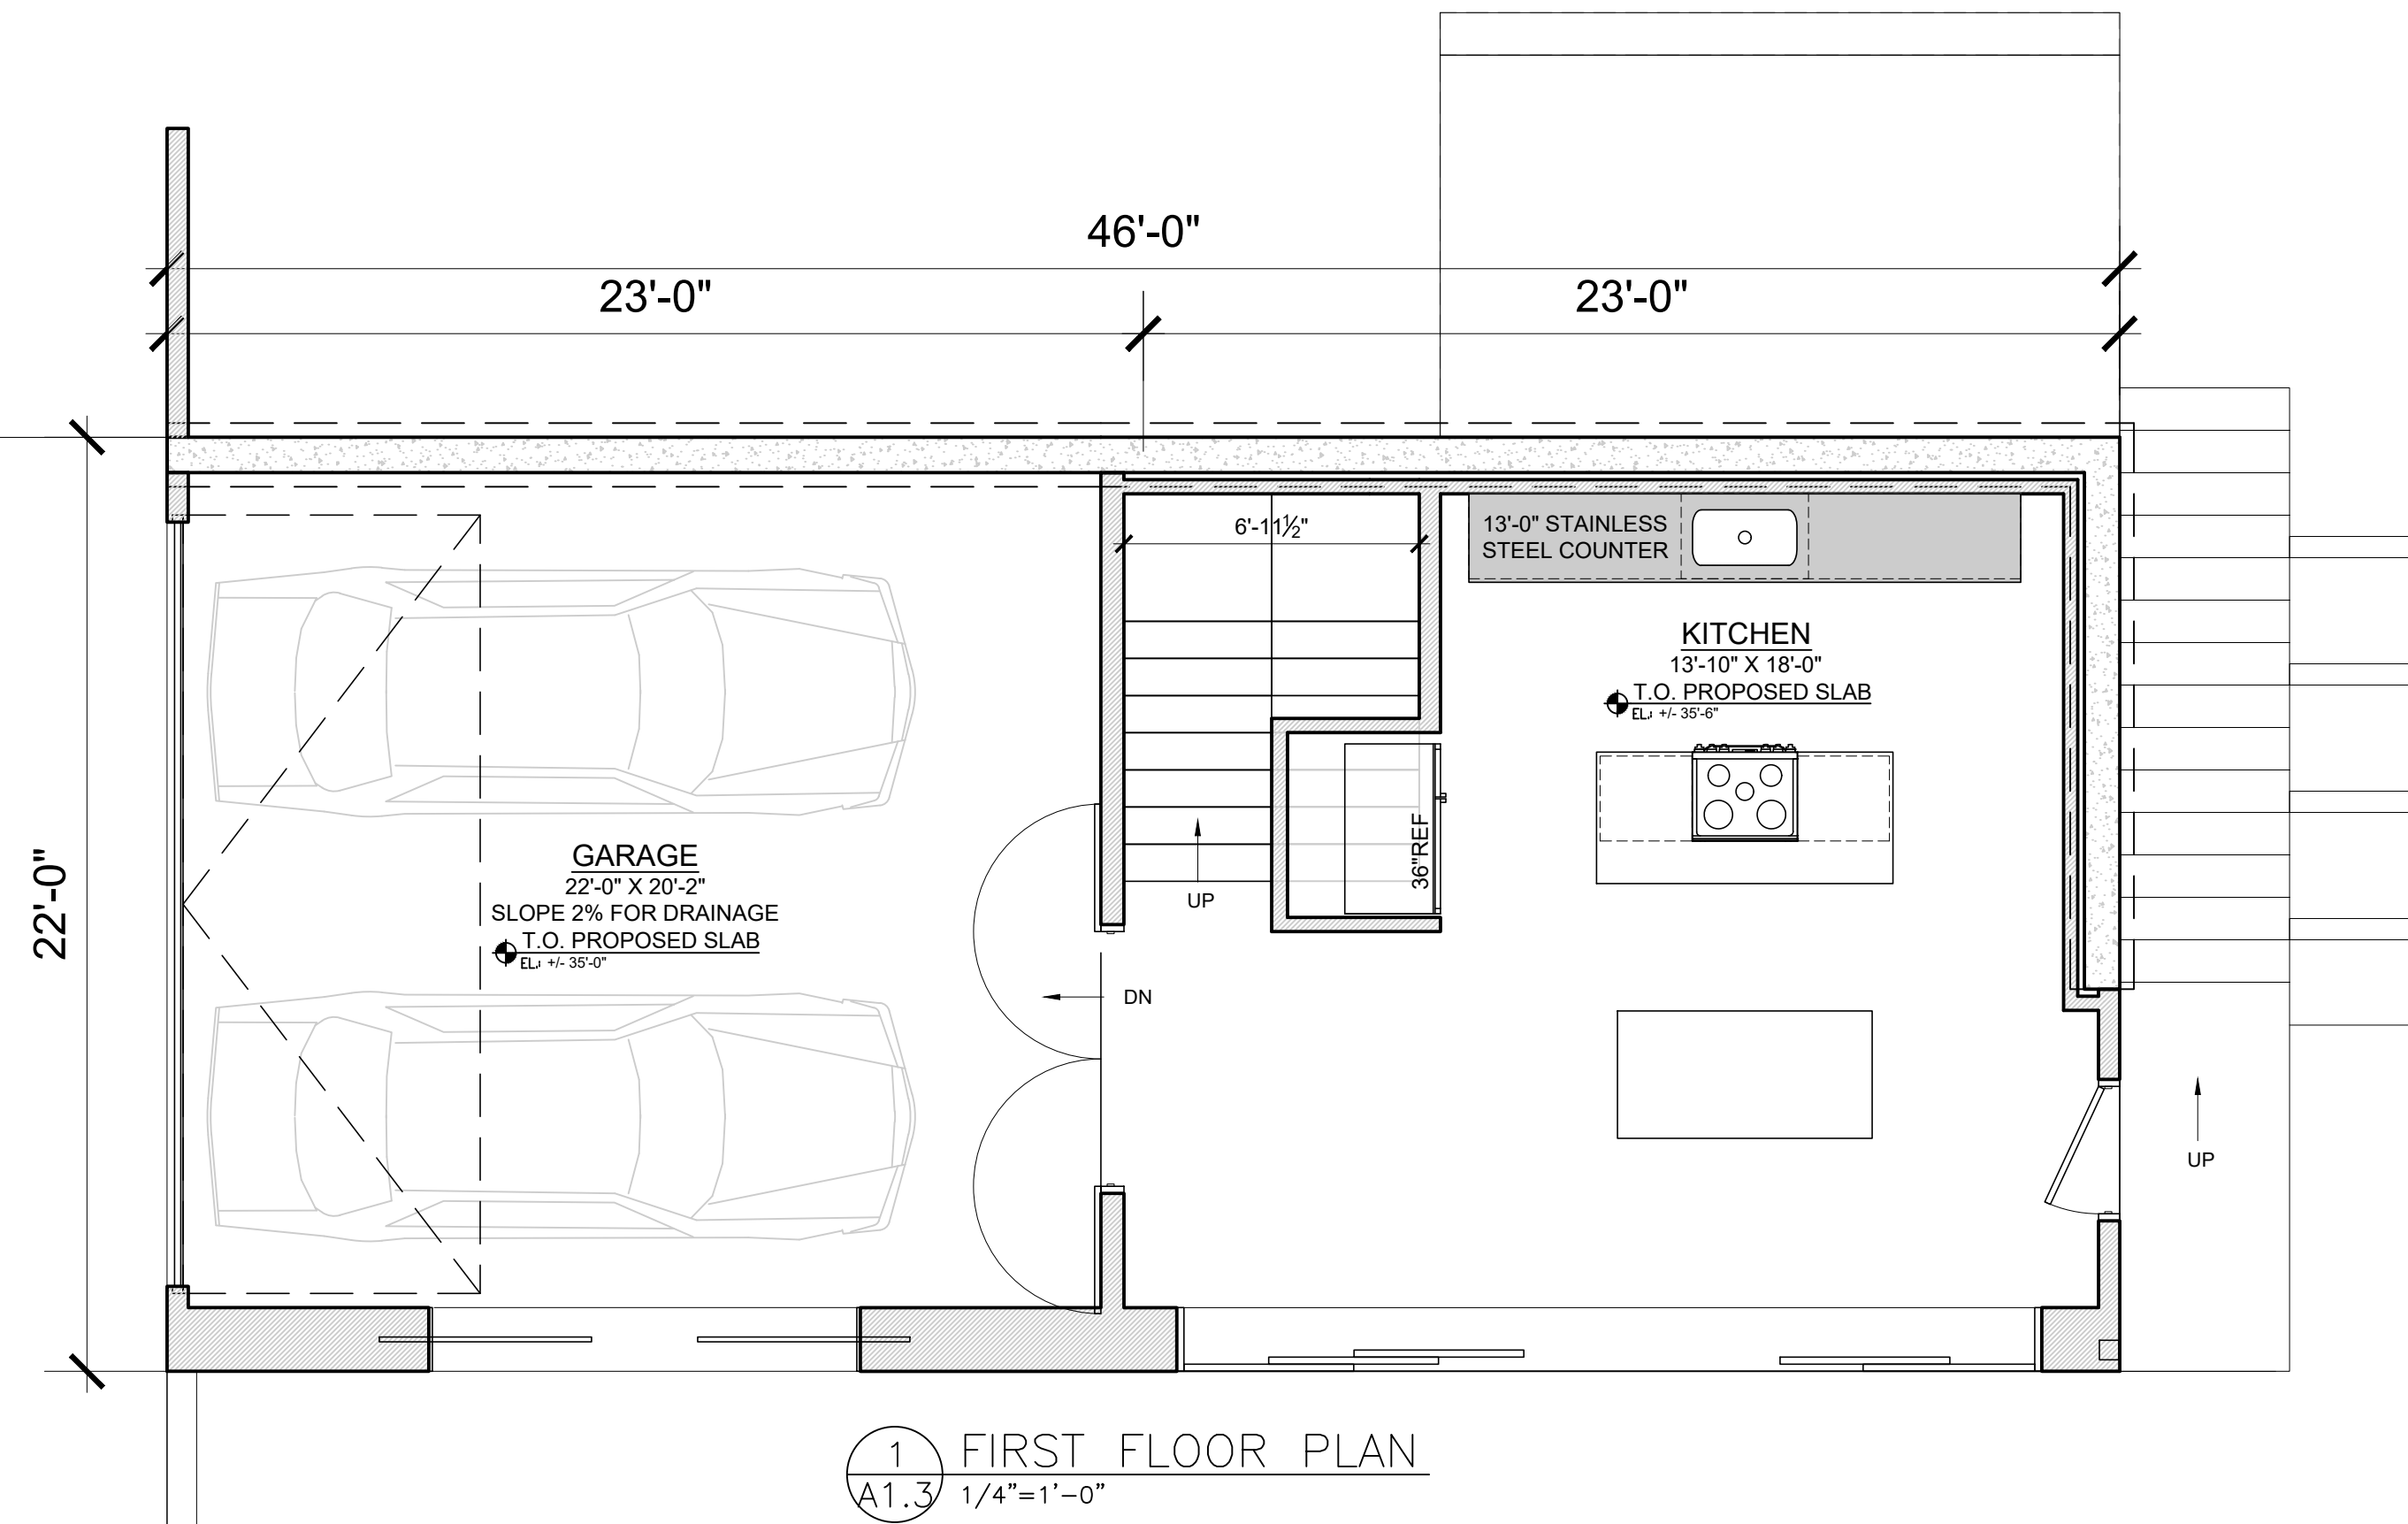 46'-0"
23'-0"
23'-0"
22'-0"
6'-11½"
13'-0" STAINLESS
STEEL COUNTER
KITCHEN
13'-10" X 18'-0"
T.O. PROPOSED SLAB
EL.: +/- 35'-6"
36"REF
UP
GARAGE
22'-0" X 20'-2"
SLOPE 2% FOR DRAINAGE
T.O. PROPOSED SLAB
EL.: +/- 35'-0"
DN
UP
1
A1.3
FIRST FLOOR PLAN
1/4"=1'-0"